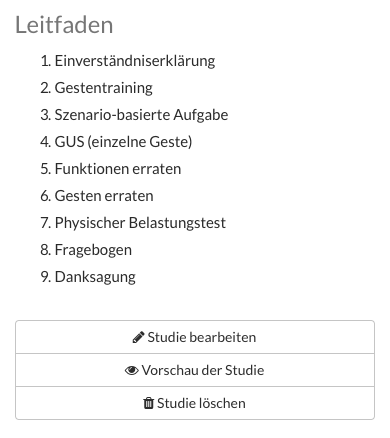 Leitfaden
1. Einverständniserklärung
2. Gestentraining
3. Szenario-basierte Aufgabe
4. GUS (einzelne Geste)
5. Funktionen erraten
6. Gesten erraten
7. Physischer Belastungstest
8. Fragebogen
9. Danksagung
Studie bearbeiten
Vorschau der Studie
Studie löschen